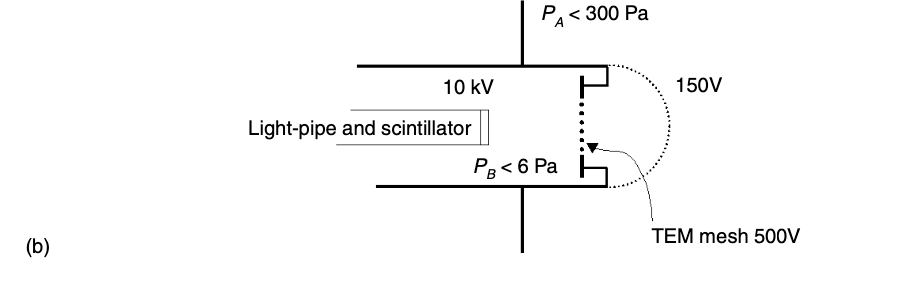 P_A < 300 Pa
10 kV
150V
Light-pipe and scintillator
P_B < 6 Pa
TEM mesh 500V
(b)